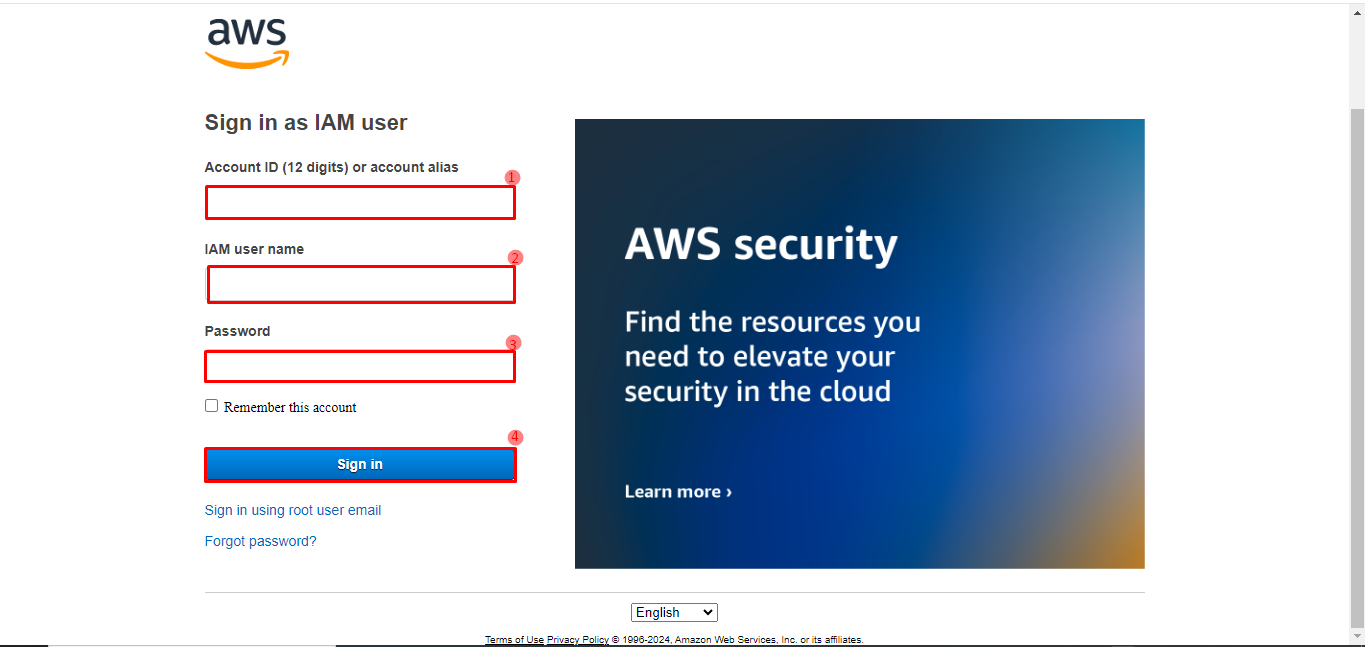 aws
Sign in as IAM user
Account ID (12 digits) or account alias
1
IAM user name
2
Password
3
Remember this account
4
Sign in
Sign in using root user email
Forgot password?
AWS security
Find the resources you
need to elevate your
security in the cloud
Learn more ›
English
Terms of Use Privacy Policy © 1996-2024, Amazon Web Services, Inc. or its affiliates.